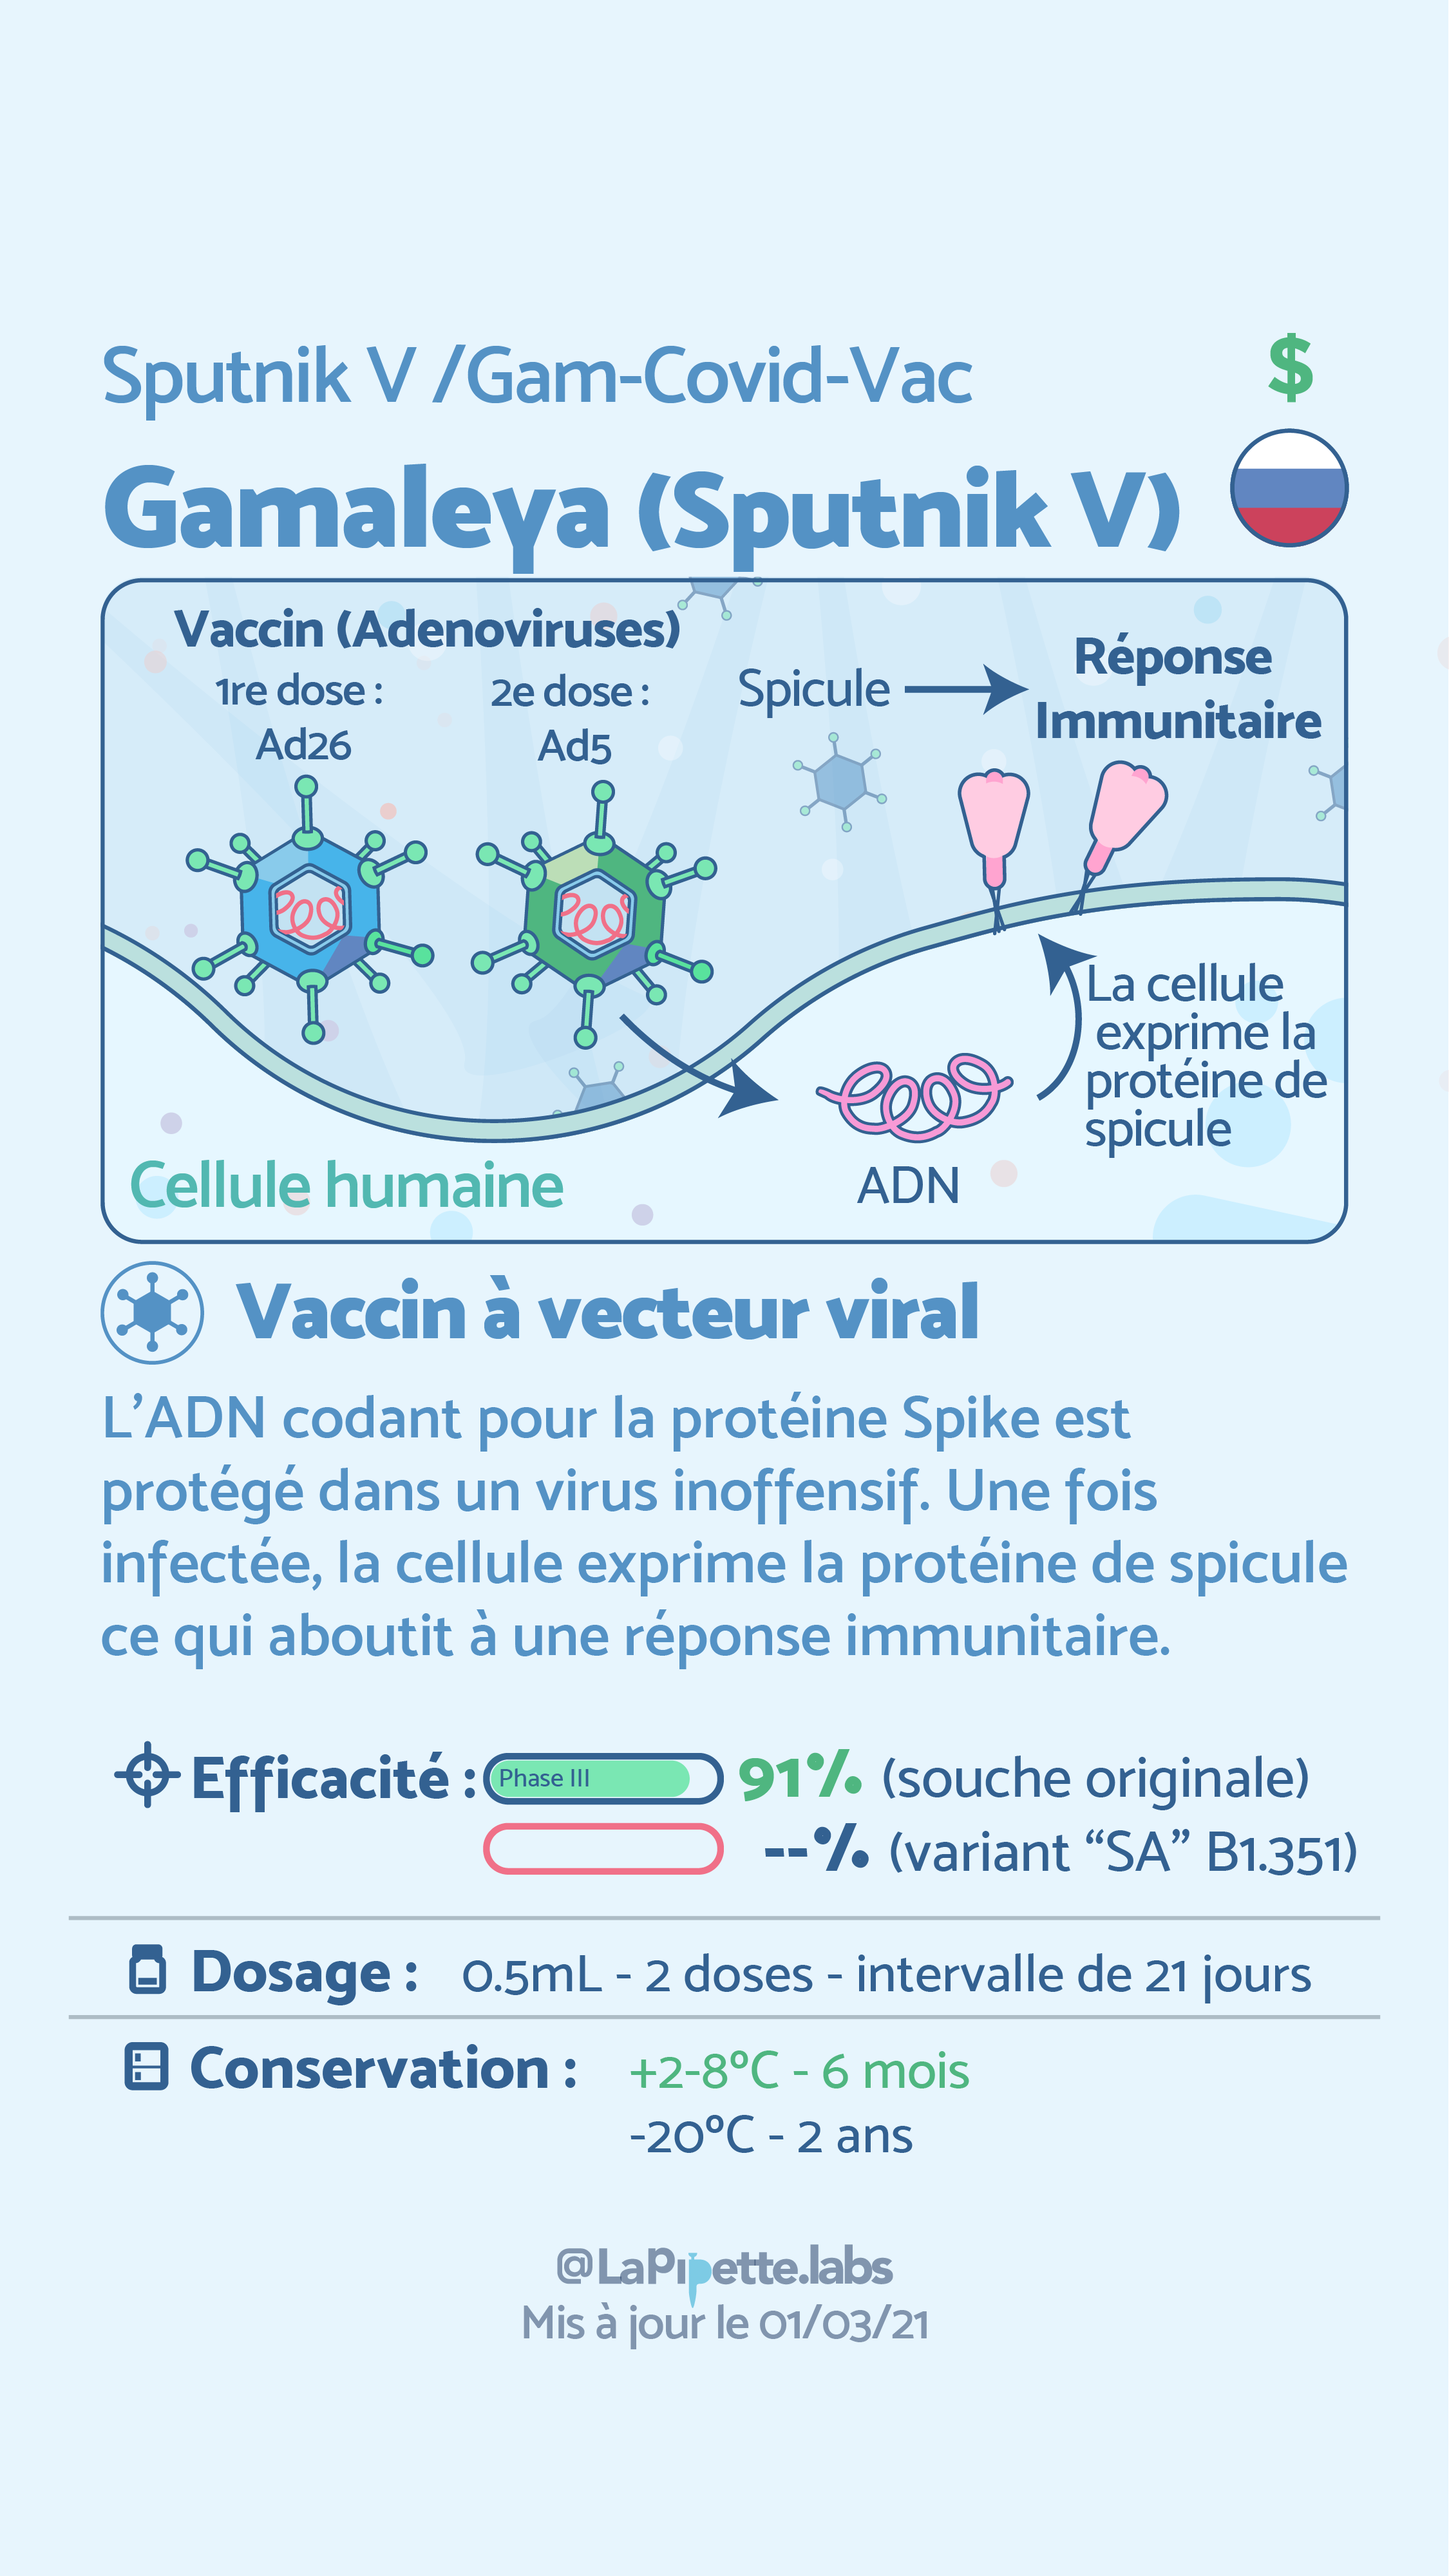 Sputnik V /Gam-Covid-Vac
$
Gamaleya (Sputnik V)
Vaccin (Adenoviruses)
1re dose :
Ad26
2e dose :
Ad5
Spicule
Réponse
Immunitaire
La cellule
exprime la
protéine de
spicule
ADN
Cellule humaine
Vaccin à vecteur viral
L'ADN codant pour la protéine Spike est
protégé dans un virus inoffensif. Une fois
infectée, la cellule exprime la protéine de spicule
ce qui aboutit à une réponse immunitaire.
Efficacité : Phase III 91% (souche originale)
--% (variant “SA” B1.351)
Dosage : 0.5mL - 2 doses - intervalle de 21 jours
Conservation : +2-8ºC - 6 mois
-20ºC - 2 ans
@LaPipette.labs
Mis à jour le 01/03/21